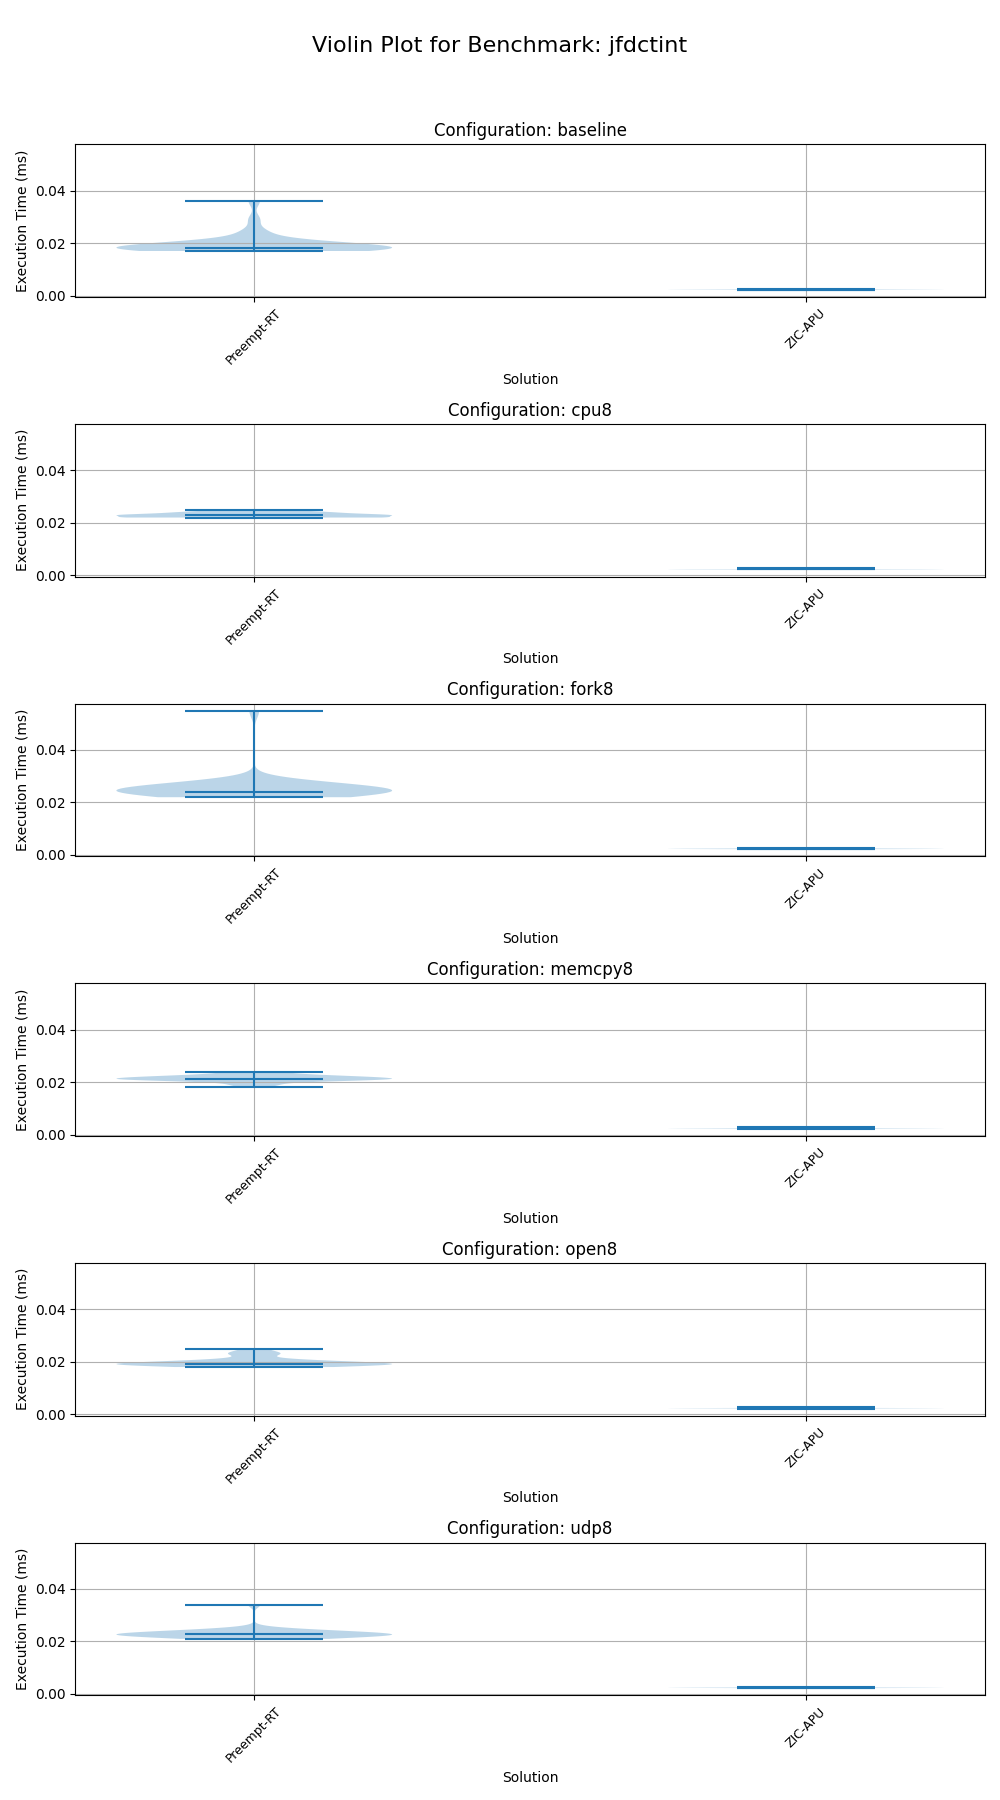 Violin Plot for Benchmark: jfdctint
Configuration: baseline
Execution Time (ms)
0.04
0.02
0.00
Preempt-RT
ZIC-APU
Solution
Configuration: cpu8
Execution Time (ms)
0.04
0.02
0.00
Preempt-RT
ZIC-APU
Solution
Configuration: fork8
Execution Time (ms)
0.04
0.02
0.00
Preempt-RT
ZIC-APU
Solution
Configuration: memcpy8
Execution Time (ms)
0.04
0.02
0.00
Preempt-RT
ZIC-APU
Solution
Configuration: open8
Execution Time (ms)
0.04
0.02
0.00
Preempt-RT
ZIC-APU
Solution
Configuration: udp8
Execution Time (ms)
0.04
0.02
0.00
Preempt-RT
ZIC-APU
Solution